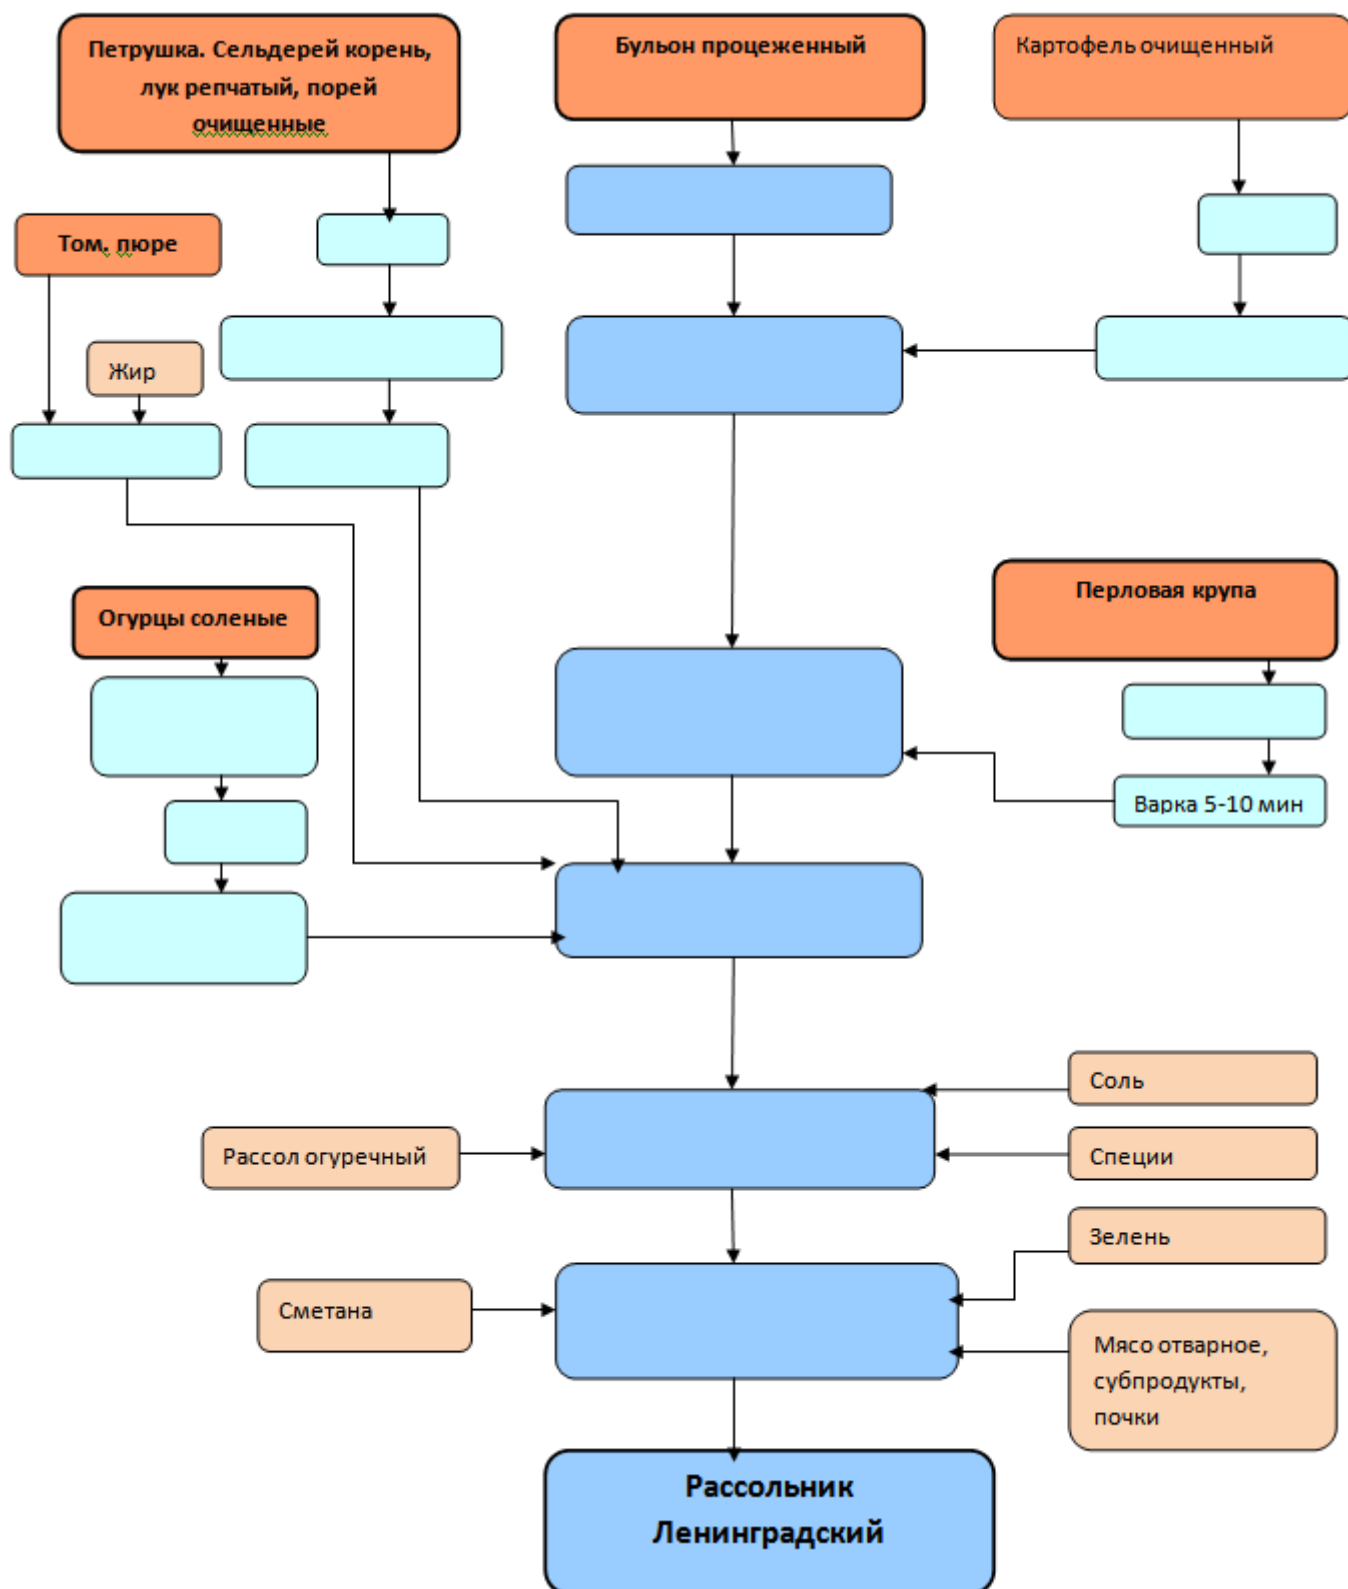 Петрушка. Сельдерей корень,
лук репчатый, порей
очищенные
Бульон процеженный
Картофель очищенный
Том. пюре
Жир
Огурцы соленые
Перловая крупа
Варка 5-10 мин
Соль
Рассол огуречный
Специи
Зелень
Сметана
Мясо отварное,
субпродукты,
почки
Рассольник
Ленинградский